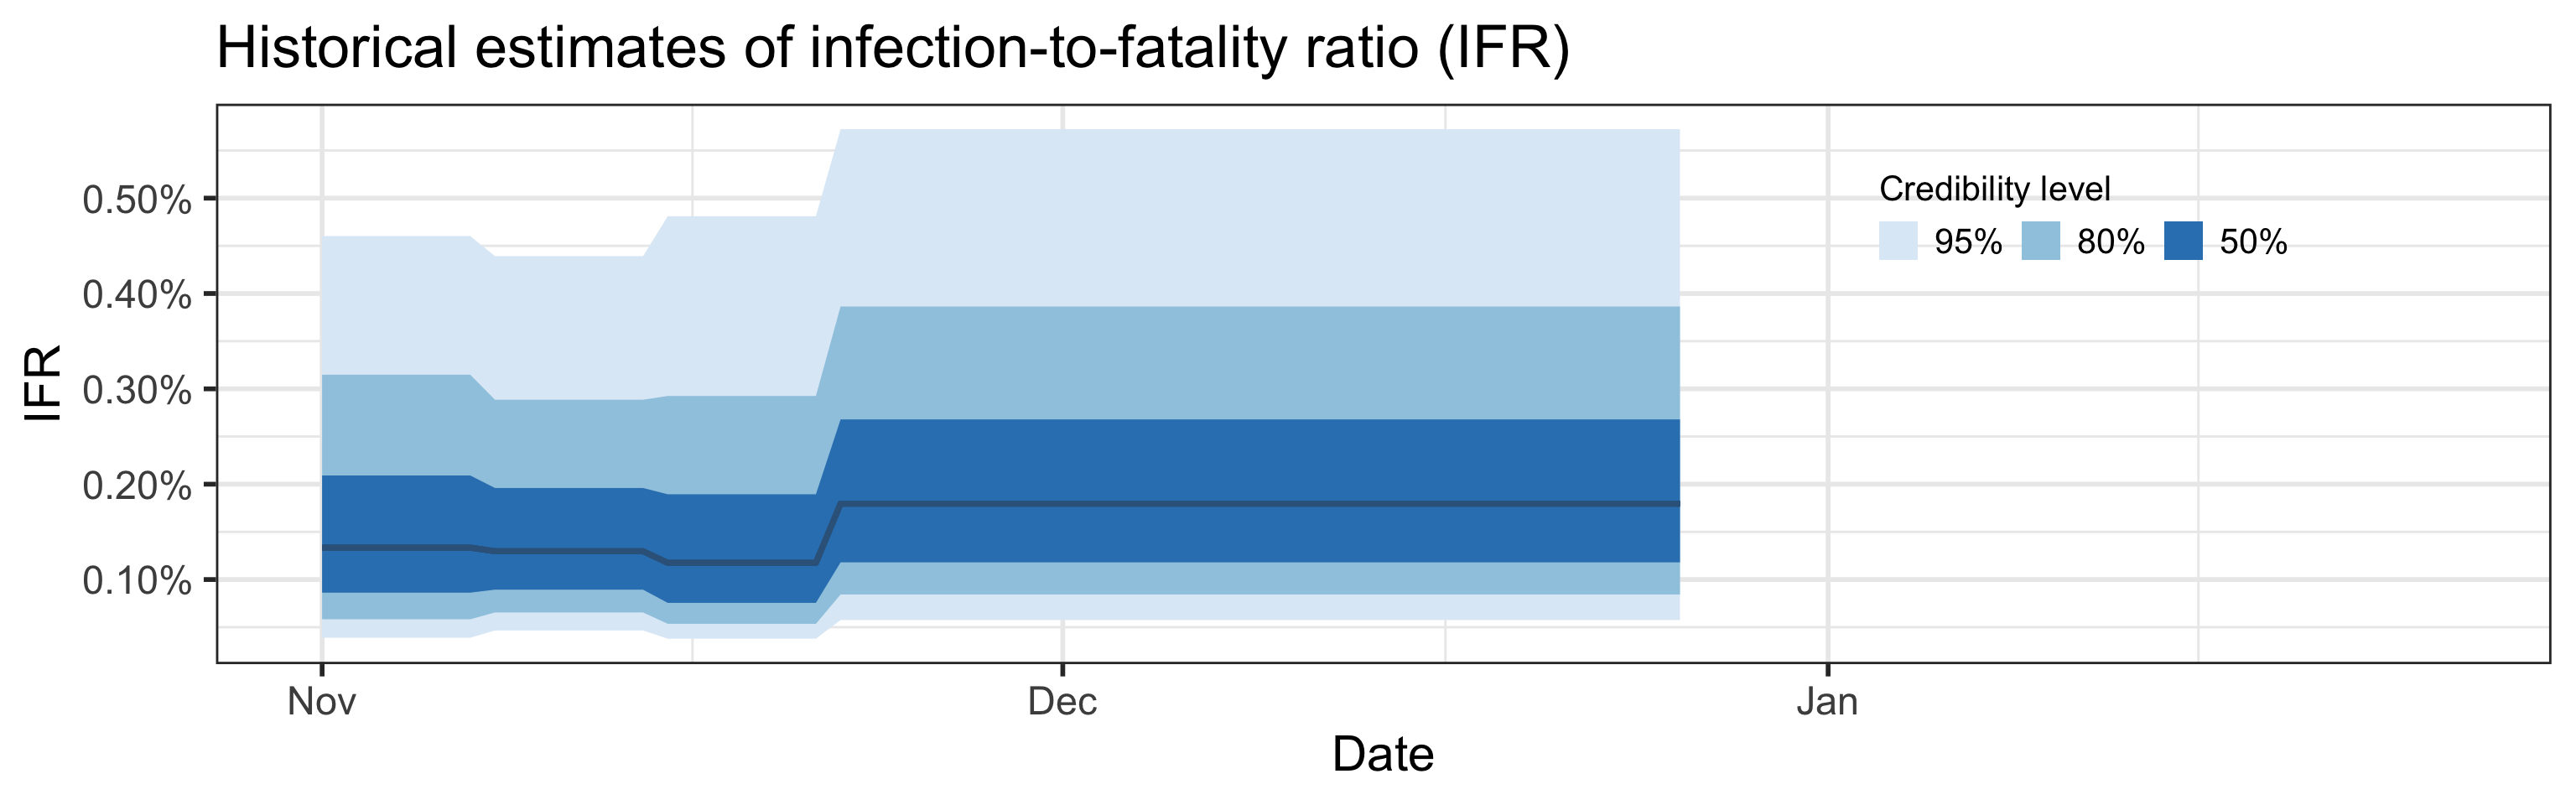 Historical estimates of infection-to-fatality ratio (IFR)
Credibility level
95% 80% 50%
0.50%
0.40%
0.30%
0.20%
0.10%
IFR
Nov Dec Jan
Date